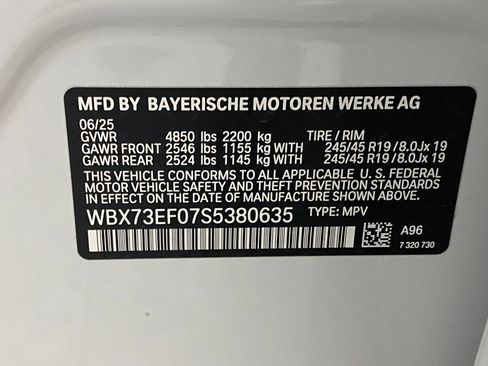 MFD BY BAYERISCHE MOTOREN WERKE AG
06/25
GVWR 4850 lbs 2200 kg TIRE / RIM
GAWR FRONT 2546 lbs 1155 kg WITH 245/45 R19 / 8.0Jx 19
GAWR REAR 2524 lbs 1145 kg WITH 245/45 R19 / 8.0Jx 19
THIS VEHICLE CONFORMS TO ALL APPLICABLE U. S. FEDERAL
MOTOR VEHICLE SAFETY AND THEFT PREVENTION STANDARDS
IN EFFECT ON THE DATE OF MANUFACTURE SHOWN ABOVE.
WBX73EF07S5380635 TYPE: MPV
A96
7 320 730